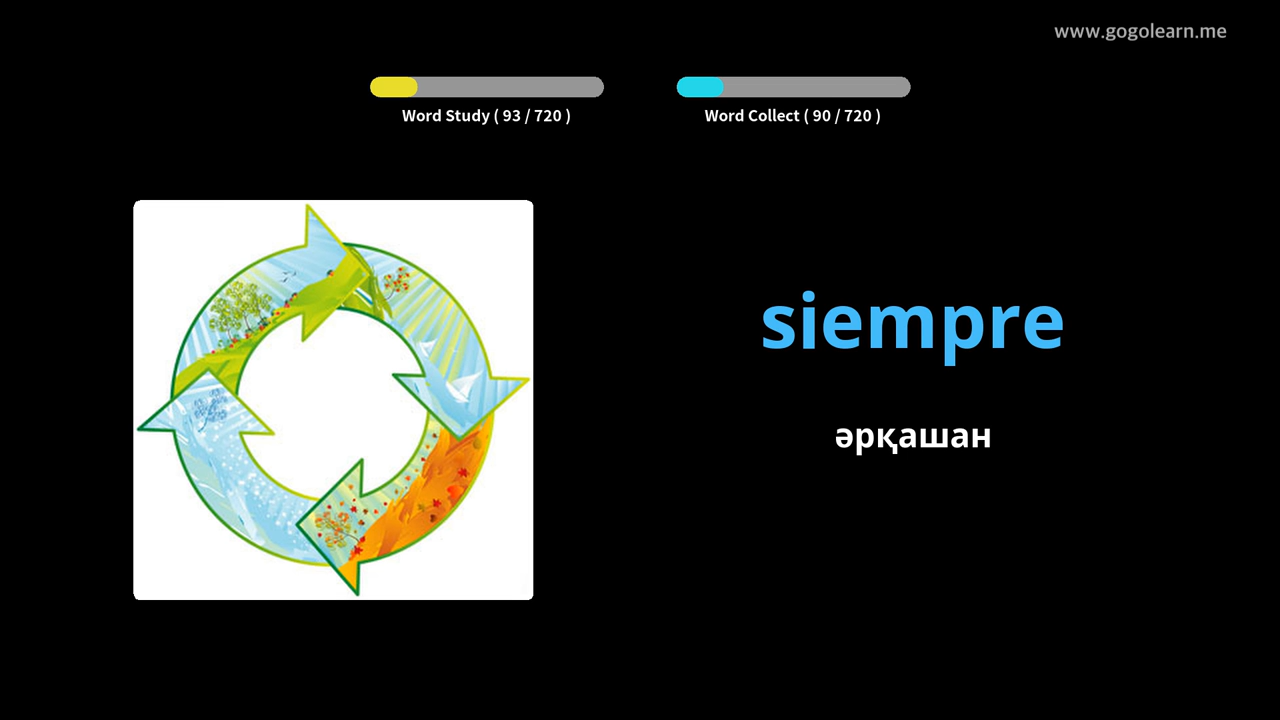 www.gogolearn.me
Word Study ( 93 / 720 )
Word Collect ( 90 / 720 )
siempre
әрқашан